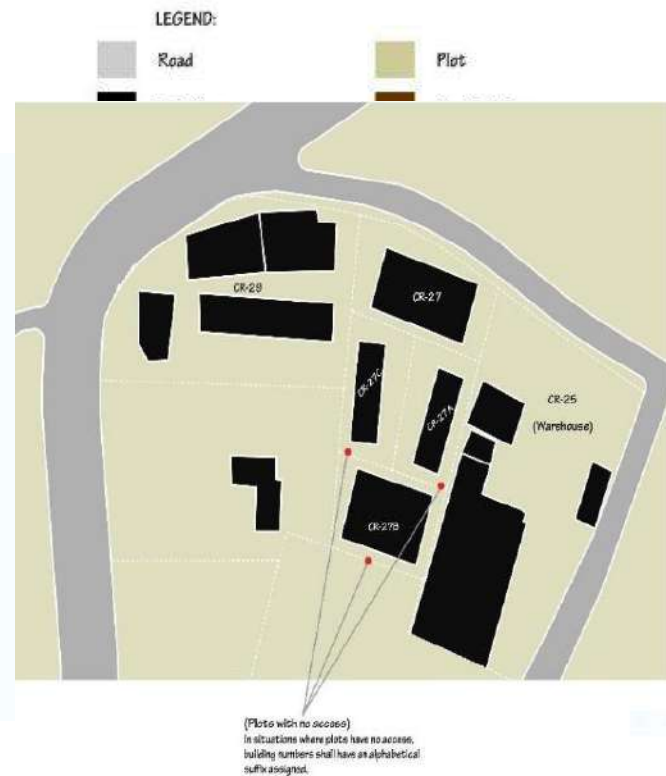 LEGEND:
Road
Plot
CR-29
CR-27
CR-27C
CR-27A
CR-25
(Warehouse)
CR-27B
(Plots with no access)
In situations where plots have no access,
building numbers shall have an alphabetical
suffix assigned.